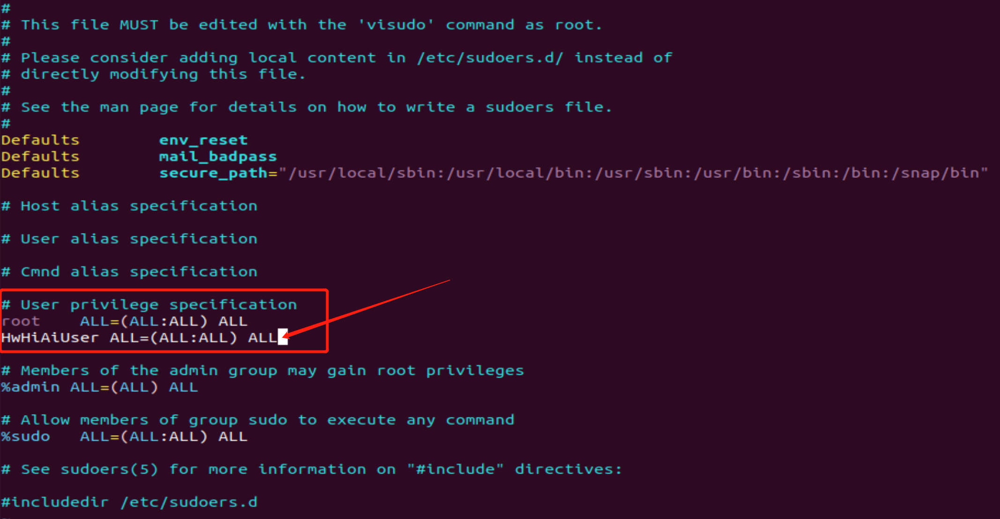 #
# This file MUST be edited with the 'visudo' command as root.
#
# Please consider adding local content in /etc/sudoers.d/ instead of
# directly modifying this file.
#
# See the man page for details on how to write a sudoers file.
#
Defaults        env_reset
Defaults        mail_badpass
Defaults        secure_path="/usr/local/sbin:/usr/local/bin:/usr/sbin:/usr/bin:/sbin:/bin:/snap/bin"
# Host alias specification
# User alias specification
# Cmnd alias specification
# User privilege specification
root    ALL=(ALL:ALL) ALL
HwHiAiUser ALL=(ALL:ALL) ALL
# Members of the admin group may gain root privileges
%admin ALL=(ALL) ALL
# Allow members of group sudo to execute any command
%sudo   ALL=(ALL:ALL) ALL
# See sudoers(5) for more information on "#include" directives:
#includedir /etc/sudoers.d